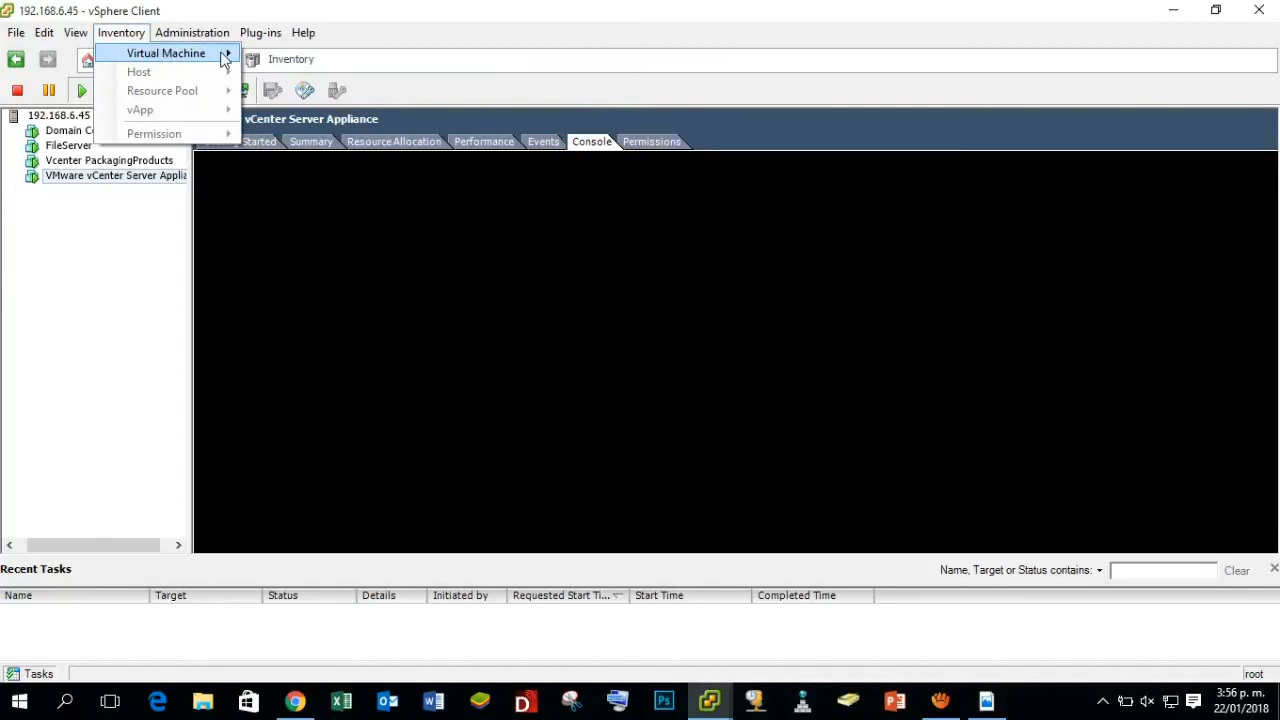 192.168.6.45 - vSphere Client
File Edit View Inventory Administration Plug-ins Help
Virtual Machine
Host
Resource Pool
vApp
Permission
Inventory
192.168.6.45
Domain Co
FileServer
Vcenter PackagingProducts
VMware vCenter Server Applia
vCenter Server Appliance
Started Summary Resource Allocation Performance Events Console Permissions
Recent Tasks
Name, Target or Status contains: Clear
Name Target Status Details Initiated by Requested Start Ti... Start Time Completed Time
Tasks
root
3:56 p. m.
22/01/2018